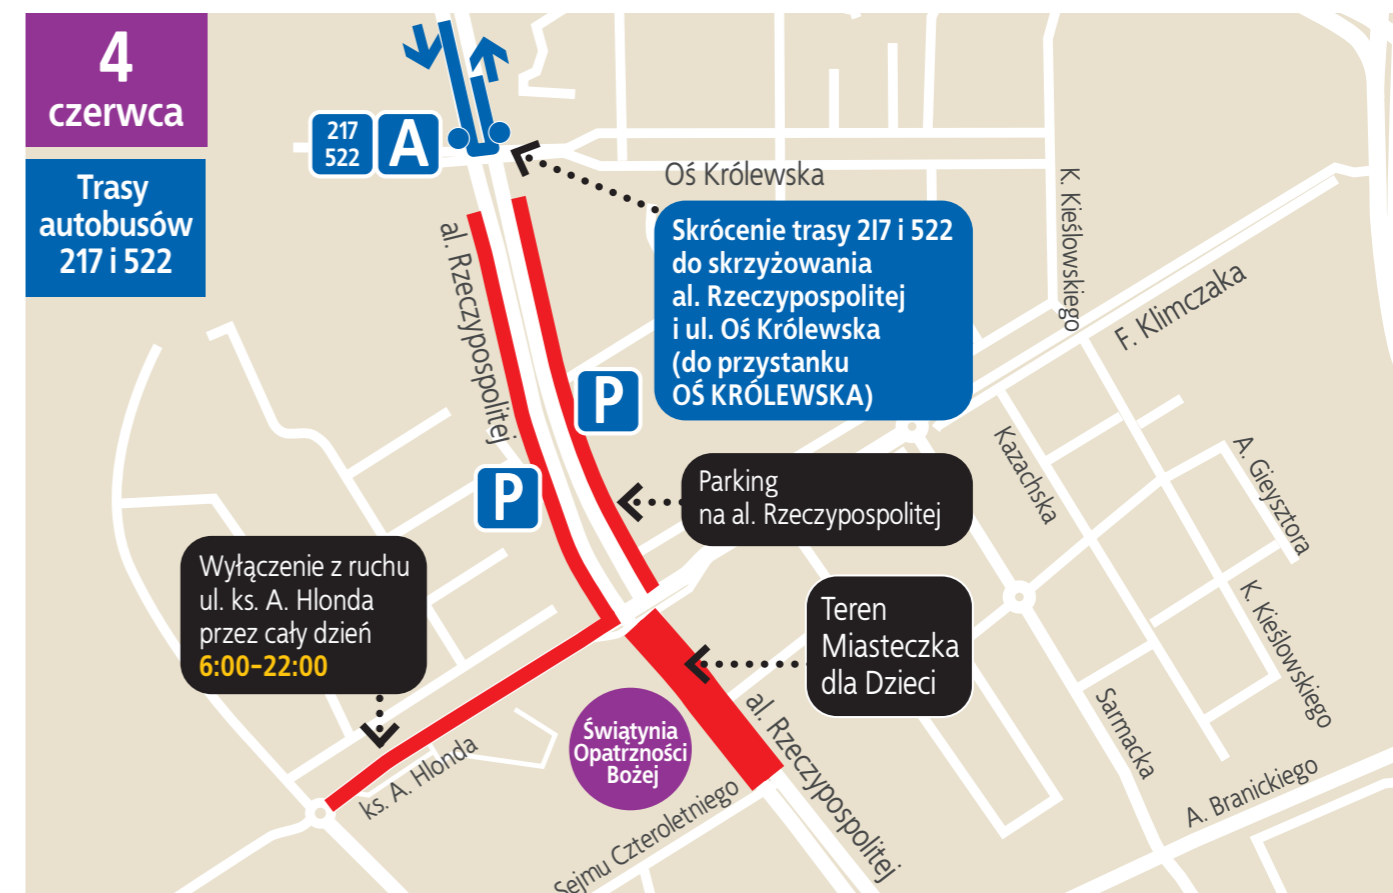 4
czerwca
Trasy
autobusów
217 i 522
217
522
A
Oś Królewska
Skrócenie trasy 217 i 522
do skrzyżowania
al. Rzeczypospolitej
i ul. Oś Królewska
(do przystanku
OŚ KRÓLEWSKA)
al. Rzeczypospolitej
K. Kieślowskiego
F. Klimczaka
P
P
Parking
na al. Rzeczypospolitej
Kazachska
A. Gieysztora
Wyłączenie z ruchu
ul. ks. A. Hlonda
przez cały dzień
6:00–22:00
Teren
Miasteczka
dla Dzieci
K. Kieślowskiego
Świątynia
Opatrzności
Bożej
ks. A. Hlonda
al. Rzeczypospolitej
Sarmacka
A. Branickiego
Sejmu Czteroletniego